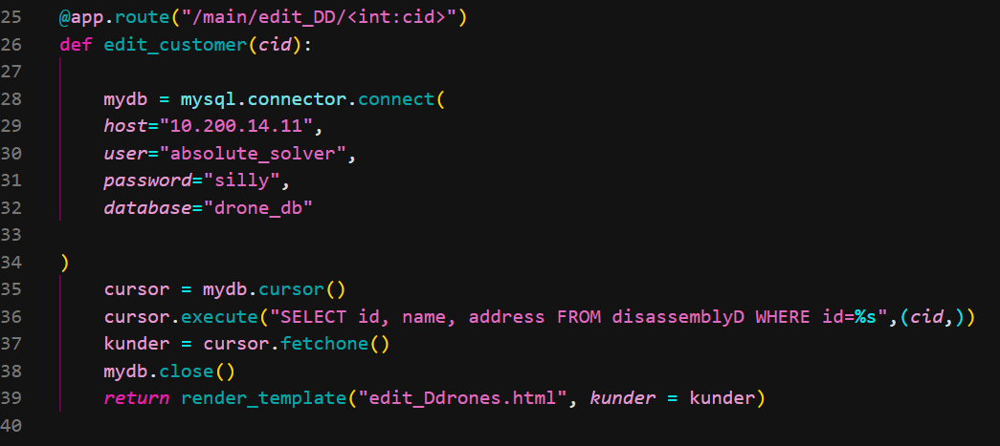 25 @app.route("/main/edit_DD/<int:cid>")
26 def edit_customer(cid):
27
28     mydb = mysql.connector.connect(
29     host="10.200.14.11",
30     user="absolute_solver",
31     password="silly",
32     database="drone_db"
33
34 )
35     cursor = mydb.cursor()
36     cursor.execute("SELECT id, name, address FROM disassemblyD WHERE id=%s",(cid,))
37     kunder = cursor.fetchone()
38     mydb.close()
39     return render_template("edit_Ddrones.html", kunder = kunder)
40